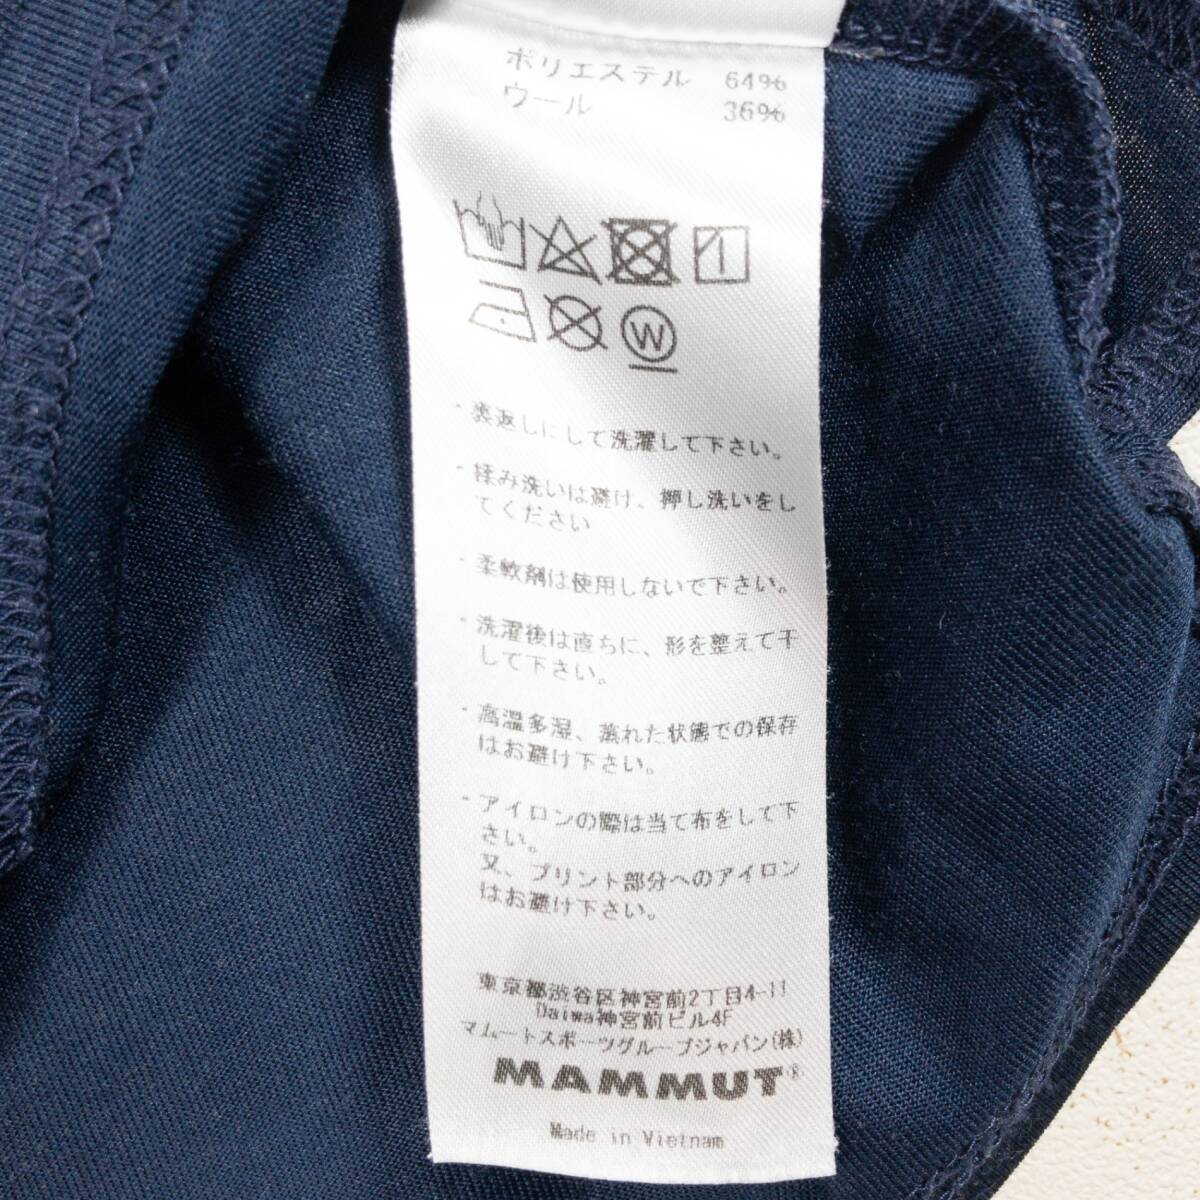 ポリエステル 64%
ウール 36%
W
・裏返しにして洗濯して下さい。
・揉み洗いは避け、押し洗いをし
てください
・柔軟剤は使用しないで下さい。
・洗濯後は直ちに、形を整えて干
して下さい。
・高温多湿、蒸れた状態での保存
はお避け下さい。
・アイロンの際は当て布をして下
さい。
又、プリント部分へのアイロン
はお避け下さい。
東京都渋谷区神宮前2丁目4-11
Daiwa神宮前ビル4F
マムートスポーツグループジャパン(株)
MAMMUT®
Made in Vietnam